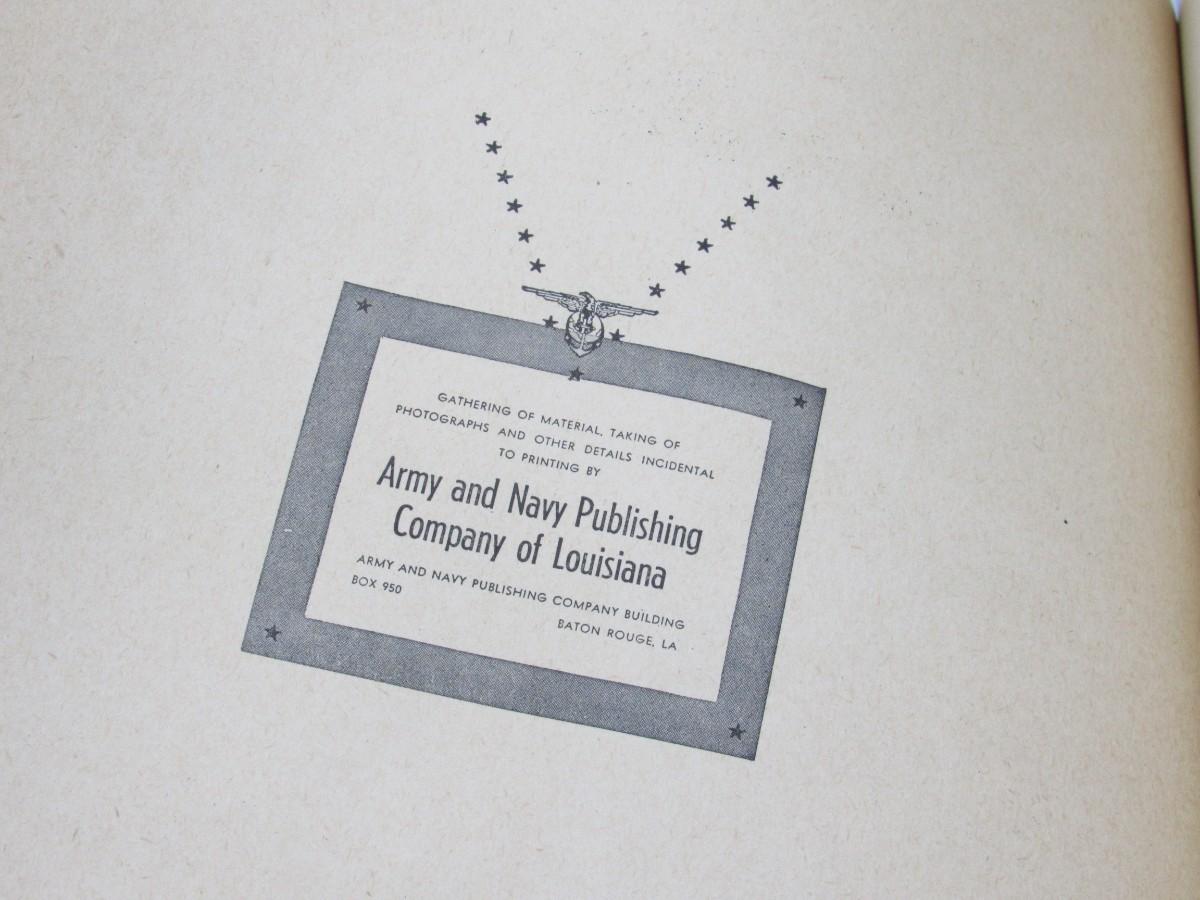 GATHERING OF MATERIAL, TAKING OF
PHOTOGRAPHS AND OTHER DETAILS INCIDENTAL
TO PRINTING BY
Army and Navy Publishing
Company of Louisiana
ARMY AND NAVY PUBLISHING COMPANY BUILDING
BOX 950
BATON ROUGE, LA